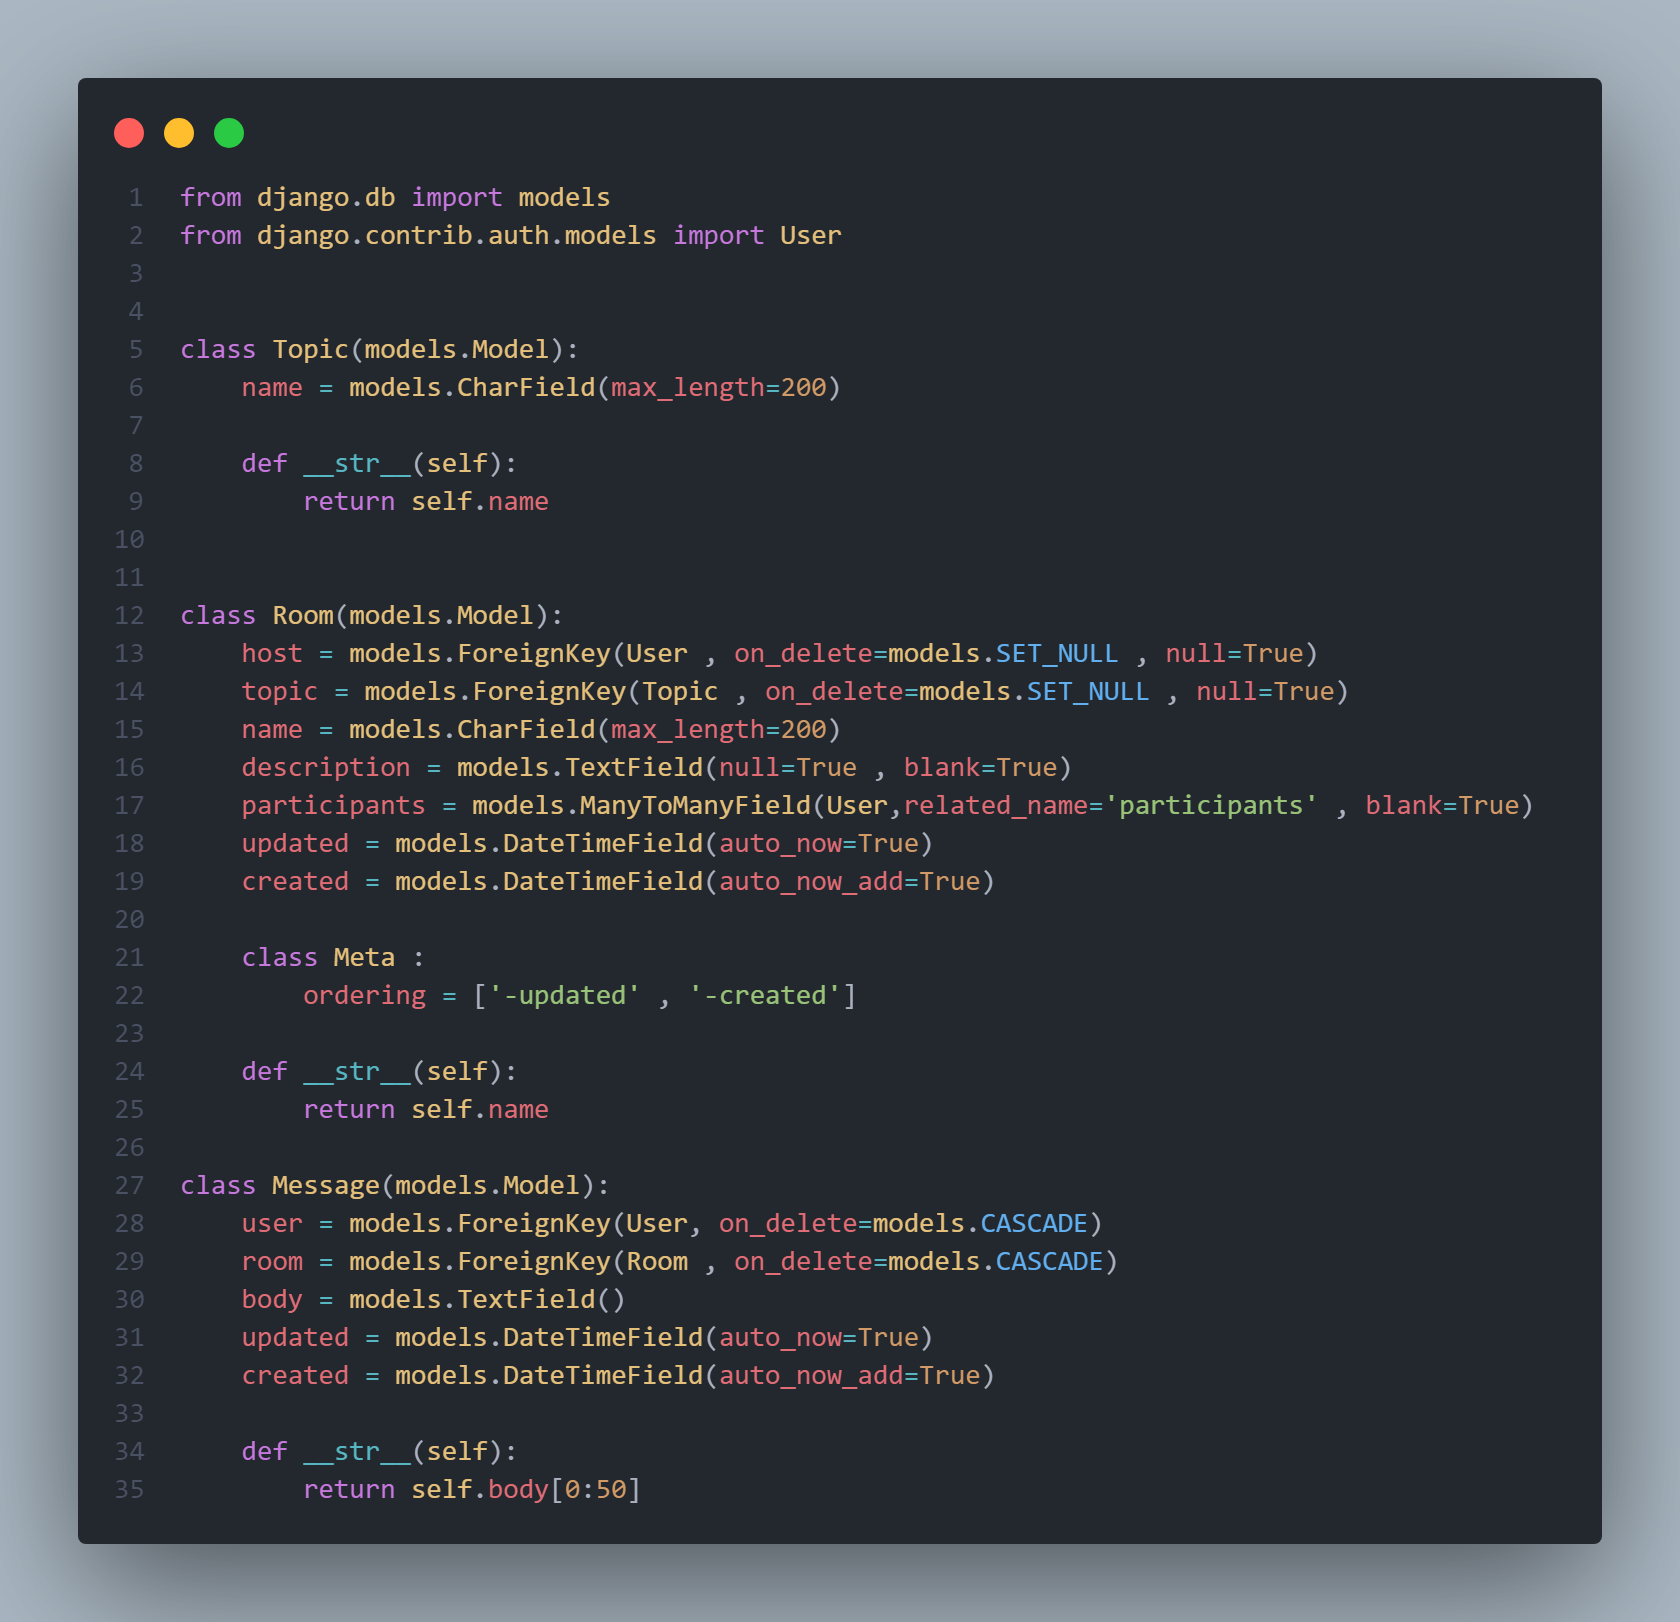 1 from django.db import models
2 from django.contrib.auth.models import User
3
4
5 class Topic(models.Model):
6     name = models.CharField(max_length=200)
7
8     def __str__(self):
9         return self.name
10
11
12 class Room(models.Model):
13     host = models.ForeignKey(User , on_delete=models.SET_NULL , null=True)
14     topic = models.ForeignKey(Topic , on_delete=models.SET_NULL , null=True)
15     name = models.CharField(max_length=200)
16     description = models.TextField(null=True , blank=True)
17     participants = models.ManyToManyField(User,related_name='participants' , blank=True)
18     updated = models.DateTimeField(auto_now=True)
19     created = models.DateTimeField(auto_now_add=True)
20
21     class Meta :
22         ordering = ['-updated' , '-created']
23
24     def __str__(self):
25         return self.name
26
27 class Message(models.Model):
28     user = models.ForeignKey(User, on_delete=models.CASCADE)
29     room = models.ForeignKey(Room , on_delete=models.CASCADE)
30     body = models.TextField()
31     updated = models.DateTimeField(auto_now=True)
32     created = models.DateTimeField(auto_now_add=True)
33
34     def __str__(self):
35         return self.body[0:50]